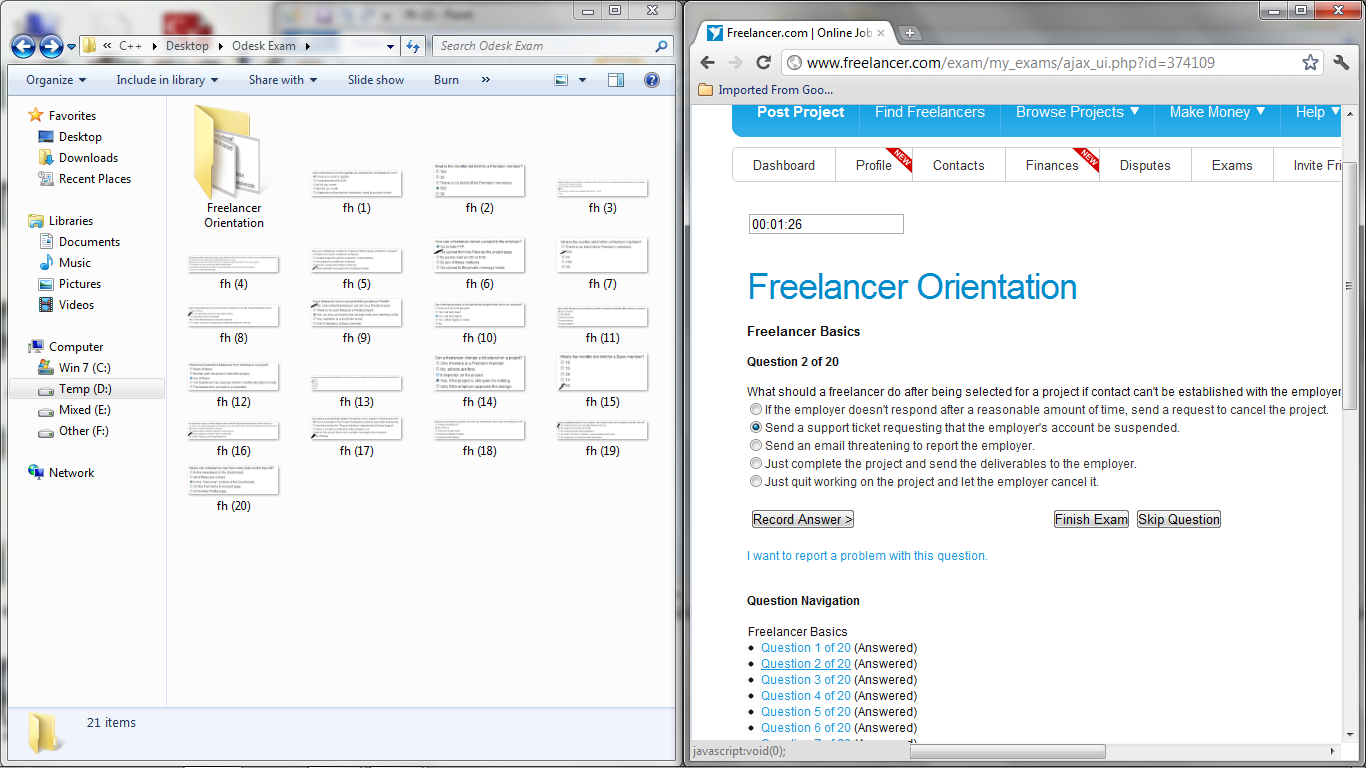 C++ Desktop Odesk Exam
Search Odesk Exam
Organize Include in library Share with Slide show Burn »
Favorites
Desktop
Downloads
Recent Places
Libraries
Documents
Music
Pictures
Videos
Computer
Win 7 (C:)
Temp (D:)
Mixed (E:)
Other (F:)
Network
Freelancer
Orientation
fh (1)
fh (2)
fh (3)
fh (4)
fh (5)
fh (6)
fh (7)
fh (8)
fh (9)
fh (10)
fh (11)
fh (12)
fh (13)
fh (14)
fh (15)
fh (16)
fh (17)
fh (18)
fh (19)
fh (20)
21 items
Freelancer.com | Online Job
www.freelancer.com/exam/my_exams/ajax_ui.php?id=374109
Imported From Goo...
Post Project Find Freelancers Browse Projects Make Money Help
Dashboard Profile NEW Contacts Finances NEW Disputes Exams Invite Fri
00:01:26
Freelancer Orientation
Freelancer Basics
Question 2 of 20
What should a freelancer do after being selected for a project if contact can't be established with the employer
If the employer doesn't respond after a reasonable amount or time, send a request to cancel the project.
Send a support ticket requesting that the employer's account be suspended.
Send an email threatening to report the employer.
Just complete the project and send the deliverables to the employer.
Just quit working on the project and let the employer cancel it.
Record Answer > Finish Exam Skip Question
I want to report a problem with this question.
Question Navigation
Freelancer Basics
Question 1 of 20 (Answered)
Question 2 of 20 (Answered)
Question 3 of 20 (Answered)
Question 4 of 20 (Answered)
Question 5 of 20 (Answered)
Question 6 of 20 (Answered)
javascript:void(0);